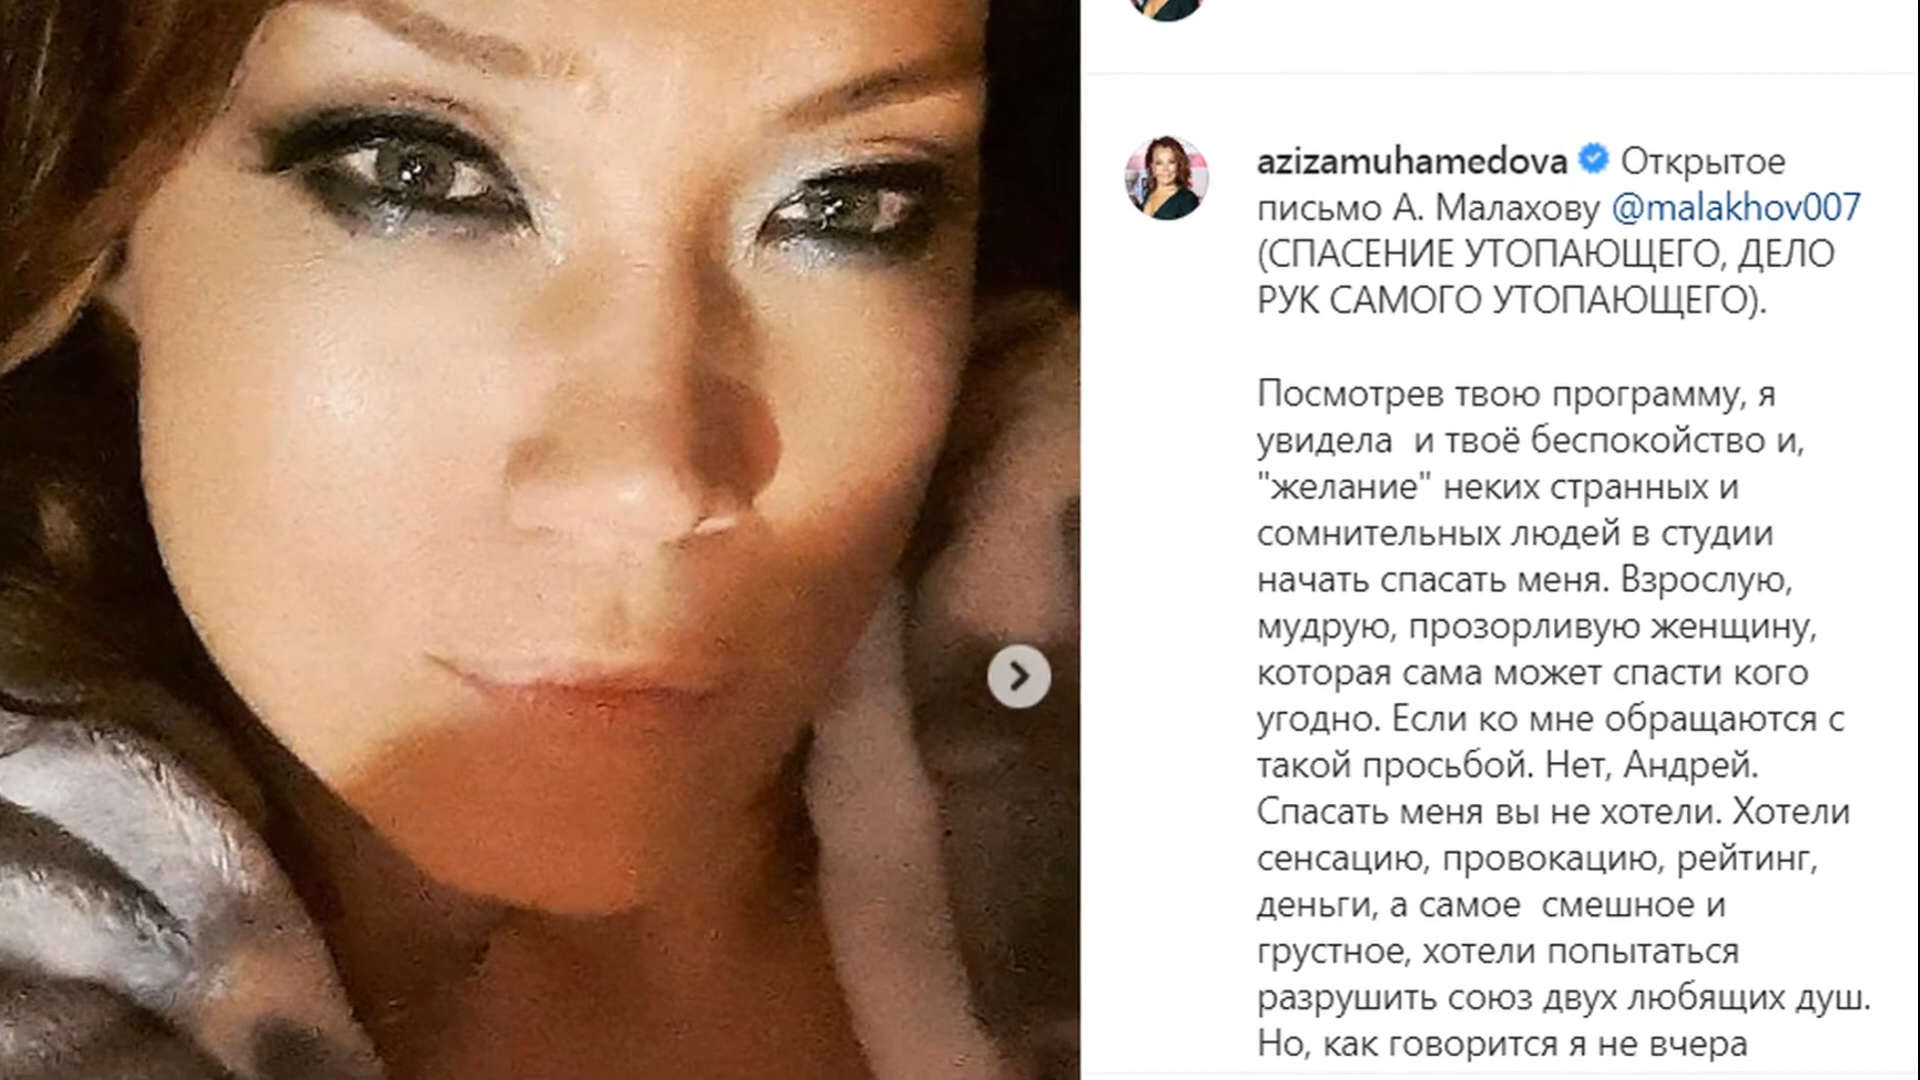 azizamuhamedova Открытое
письмо А. Малахову @malakhov007
(СПАСЕНИЕ УТОПАЮЩЕГО, ДЕЛО
РУК САМОГО УТОПАЮЩЕГО).
Посмотрев твою программу, я
увидела  и твоё беспокойство и,
"желание" неких странных и
сомнительных людей в студии
начать спасать меня. Взрослую,
мудрую, прозорливую женщину,
которая сама может спасти кого
угодно. Если ко мне обращаются с
такой просьбой. Нет, Андрей.
Спасать меня вы не хотели. Хотели
сенсацию, провокацию, рейтинг,
деньги, а самое  смешное и
грустное, хотели попытаться
разрушить союз двух любящих душ.
Но, как говорится я не вчера